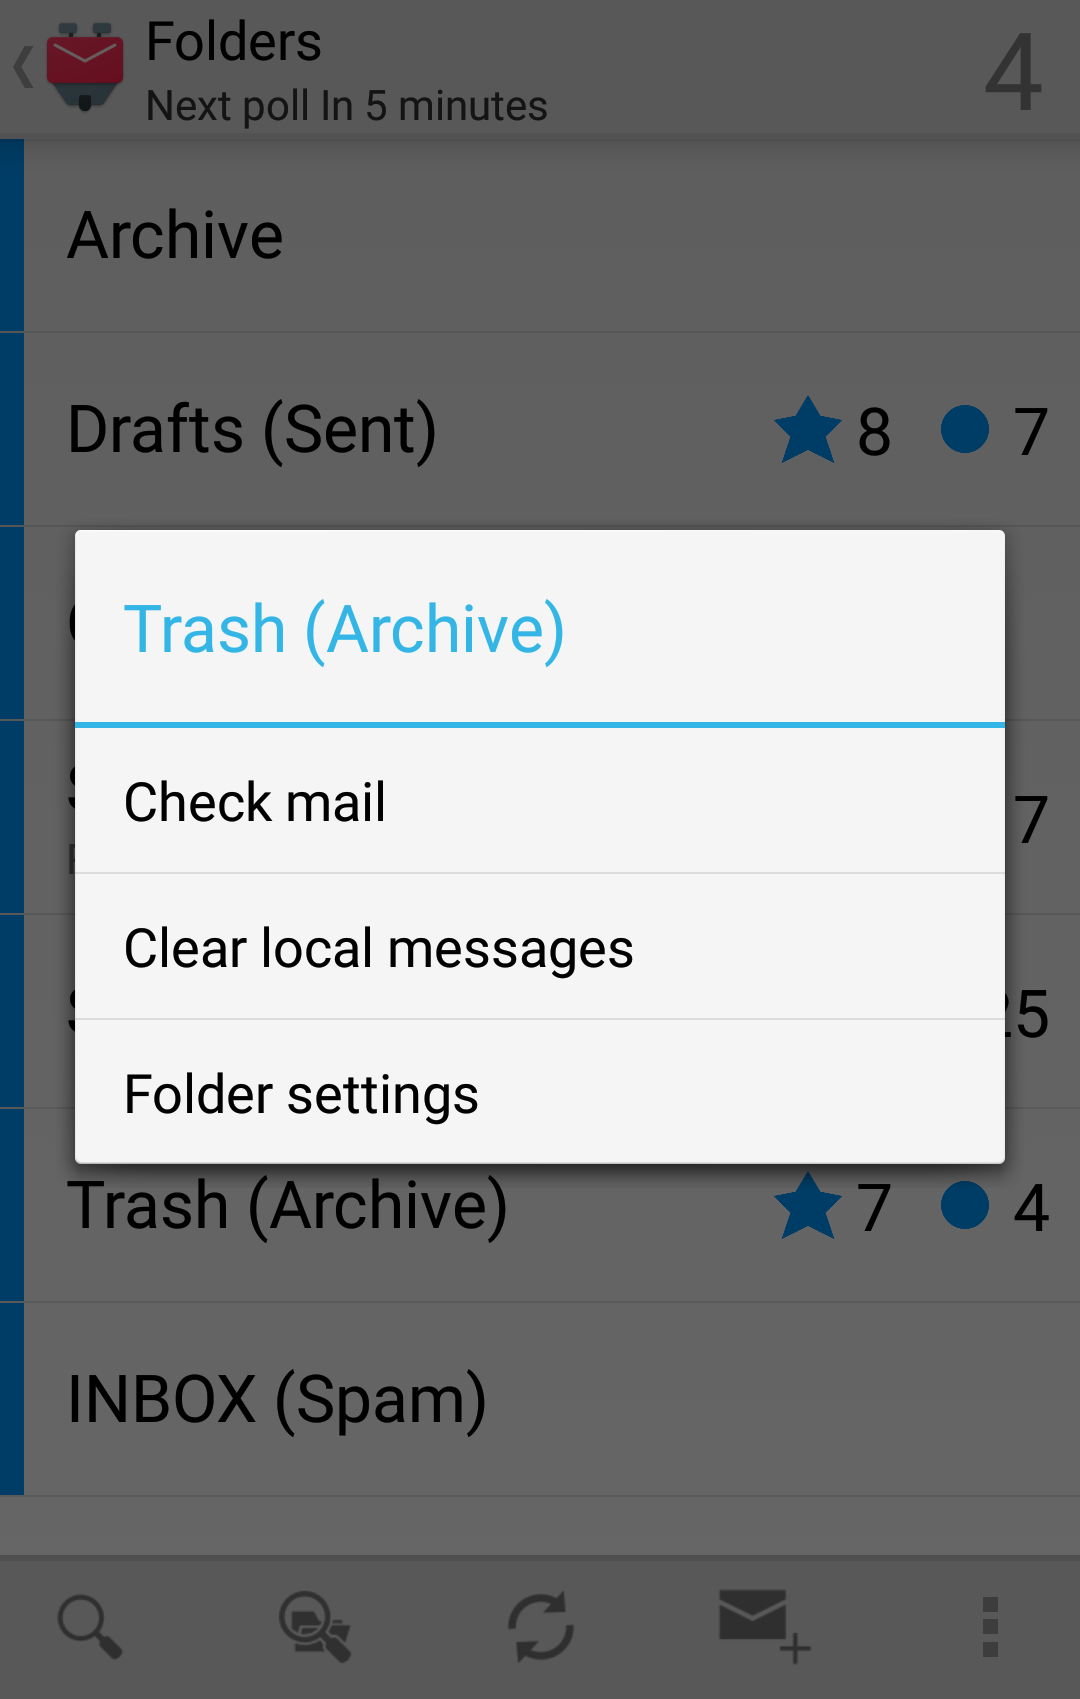 Folders
Next poll In 5 minutes
4
Archive
Drafts (Sent)
8
7
Trash (Archive)
Check mail
7
Clear local messages
25
Folder settings
Trash (Archive)
7
4
INBOX (Spam)